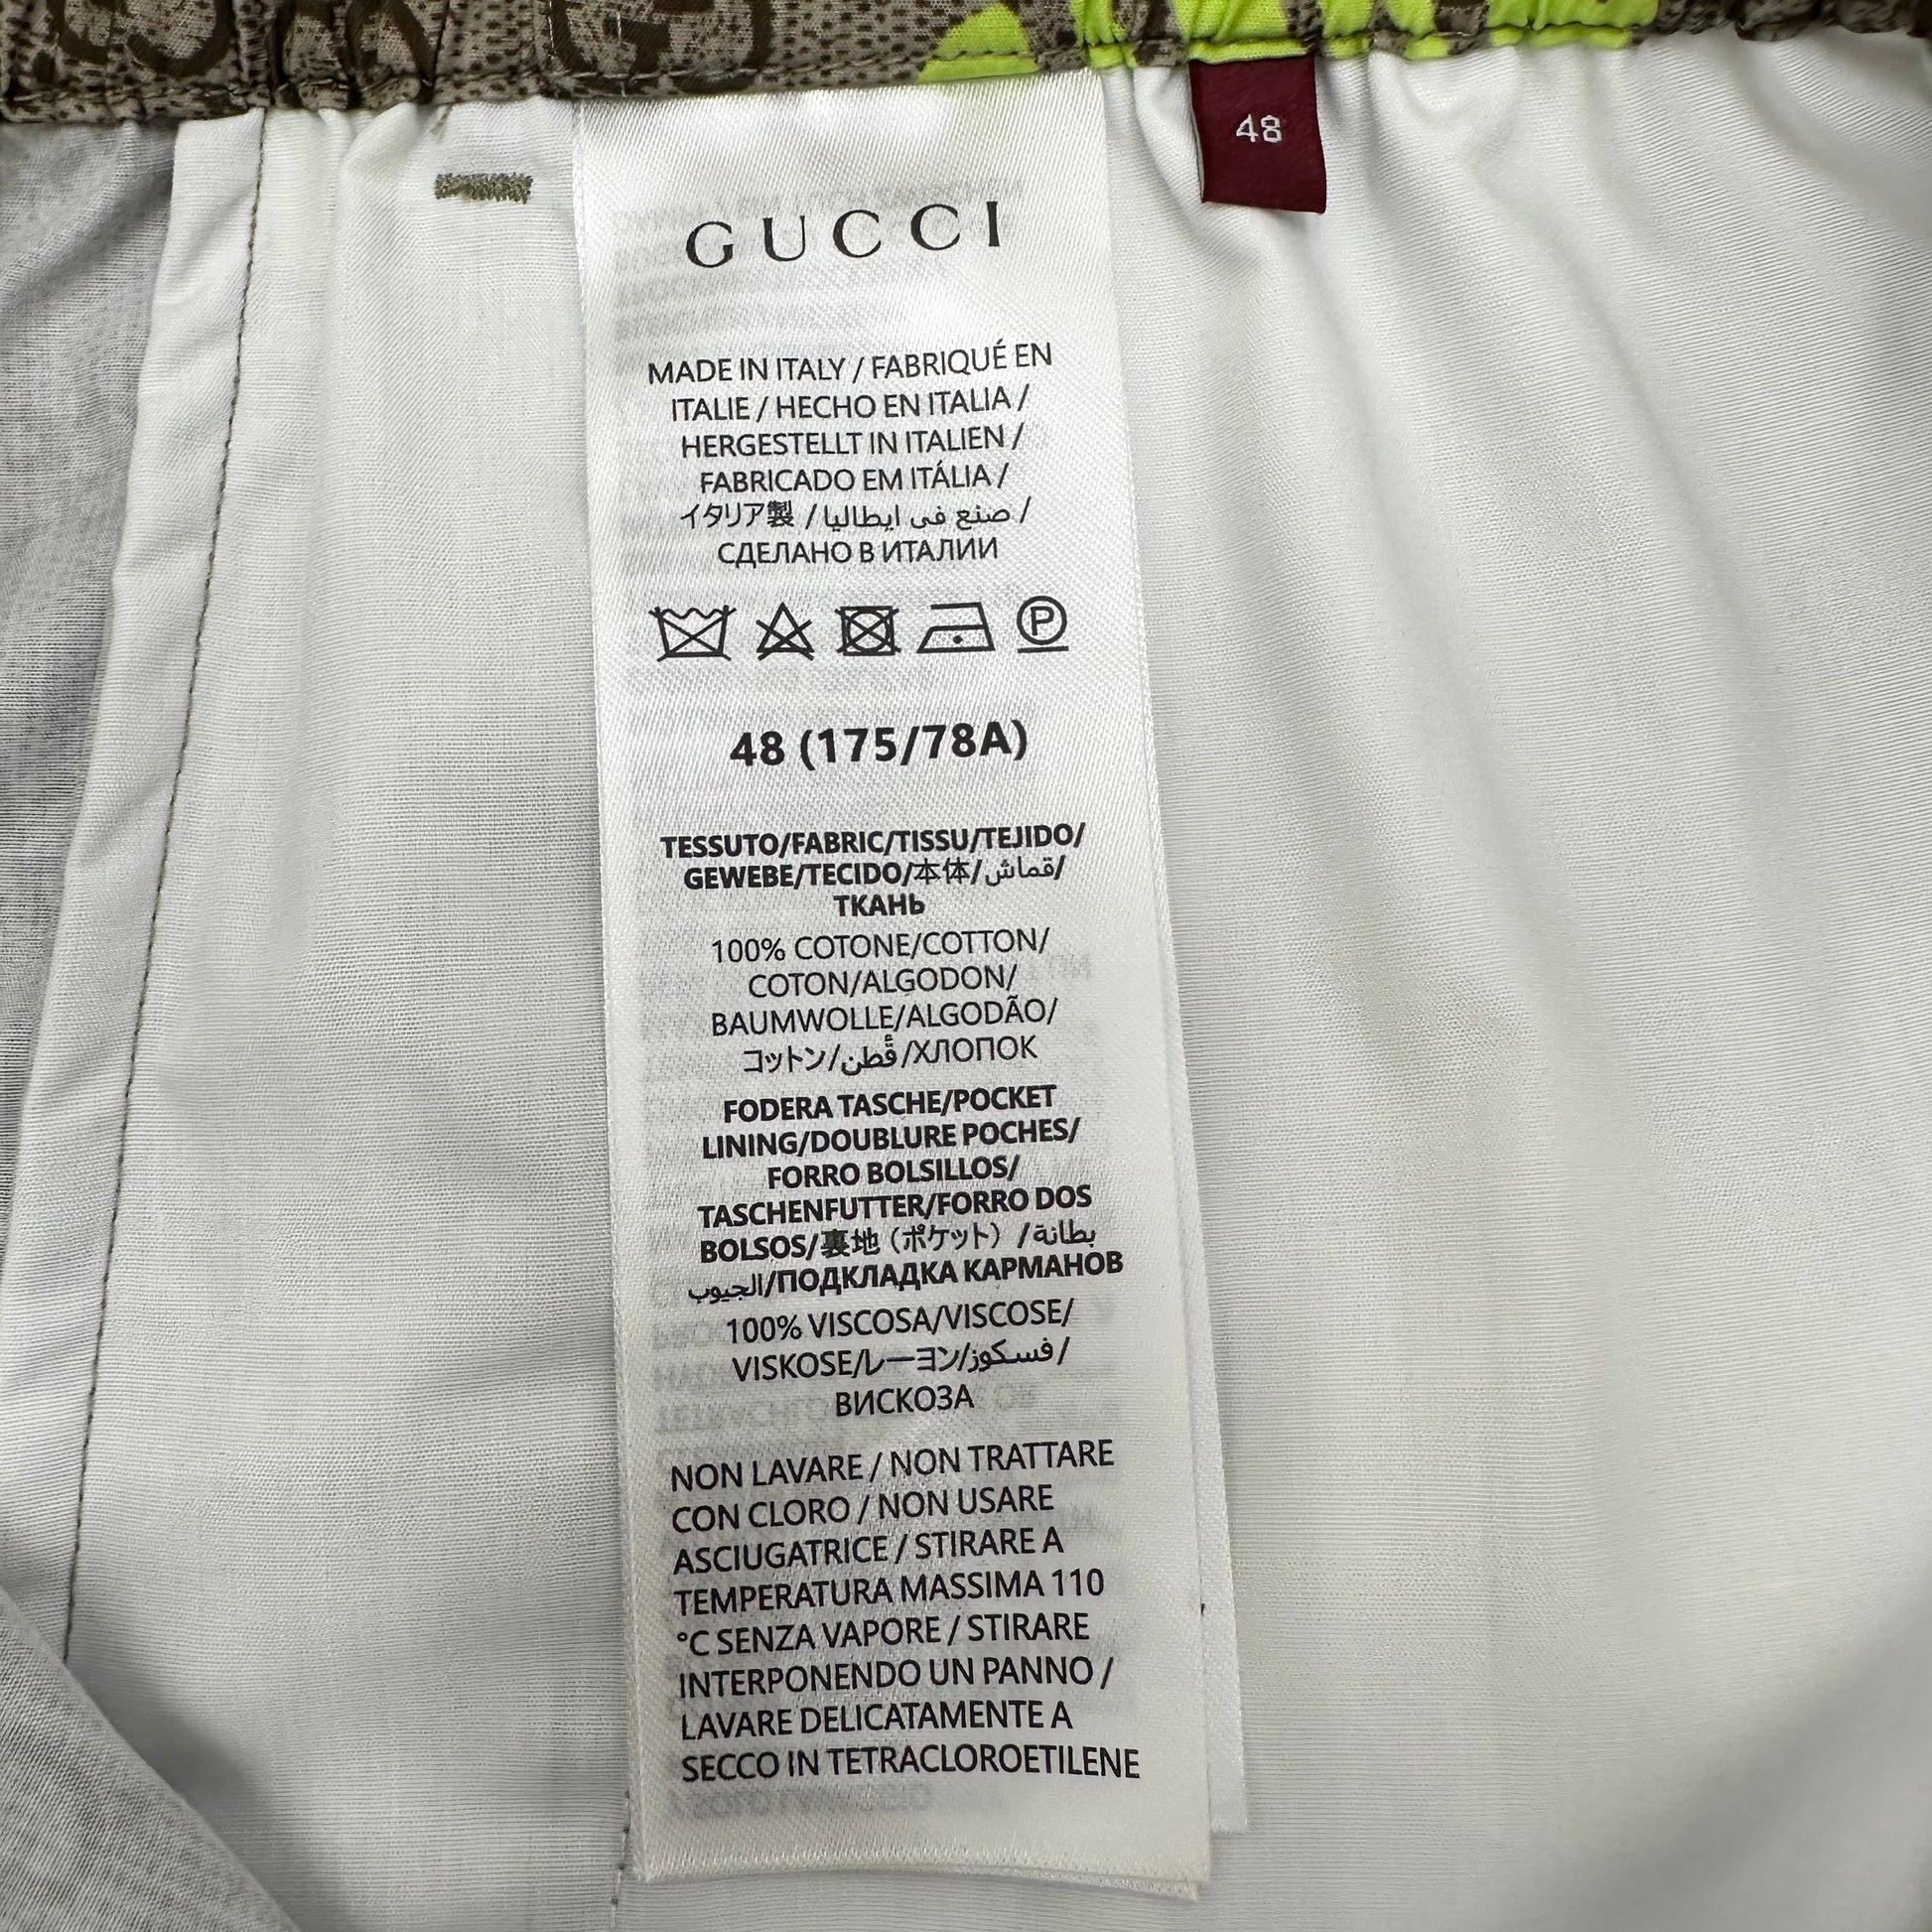 48
GUCCI
MADE IN ITALY / FABRIQUÉ EN
ITALIE / HECHO EN ITALIA /
HERGESTELLT IN ITALIEN /
FABRICADO EM ITÁLIA /
イタリア製 / صنع فى ايطاليا /
СДЕЛАНО В ИТАЛИИ
P
48 (175/78A)
TESSUTO/FABRIC/TISSU/TEJIDO/
GEWEBE/TECIDO/本体/قماش/
ТКАНЬ
100% COTONE/COTTON/
COTON/ALGODON/
BAUMWOLLE/ALGODÃO/
コットン/قُطن/ХЛОПОК
FODERA TASCHE/POCKET
LINING/DOUBLURE POCHES/
FORRO BOLSILLOS/
TASCHENFUTTER/FORRO DOS
BOLSOS/裏地（ポケット）/بطانة
الجيوب/ПОДКЛАДКА КАРМАНОВ
100% VISCOSA/VISCOSE/
VISKOSE/レーヨン/فسكوز/
ВИСКОЗА
NON LAVARE / NON TRATTARE
CON CLORO / NON USARE
ASCIUGATRICE / STIRARE A
TEMPERATURA MASSIMA 110
°C SENZA VAPORE / STIRARE
INTERPONENDO UN PANNO /
LAVARE DELICATAMENTE A
SECCO IN TETRACLOROETILENE